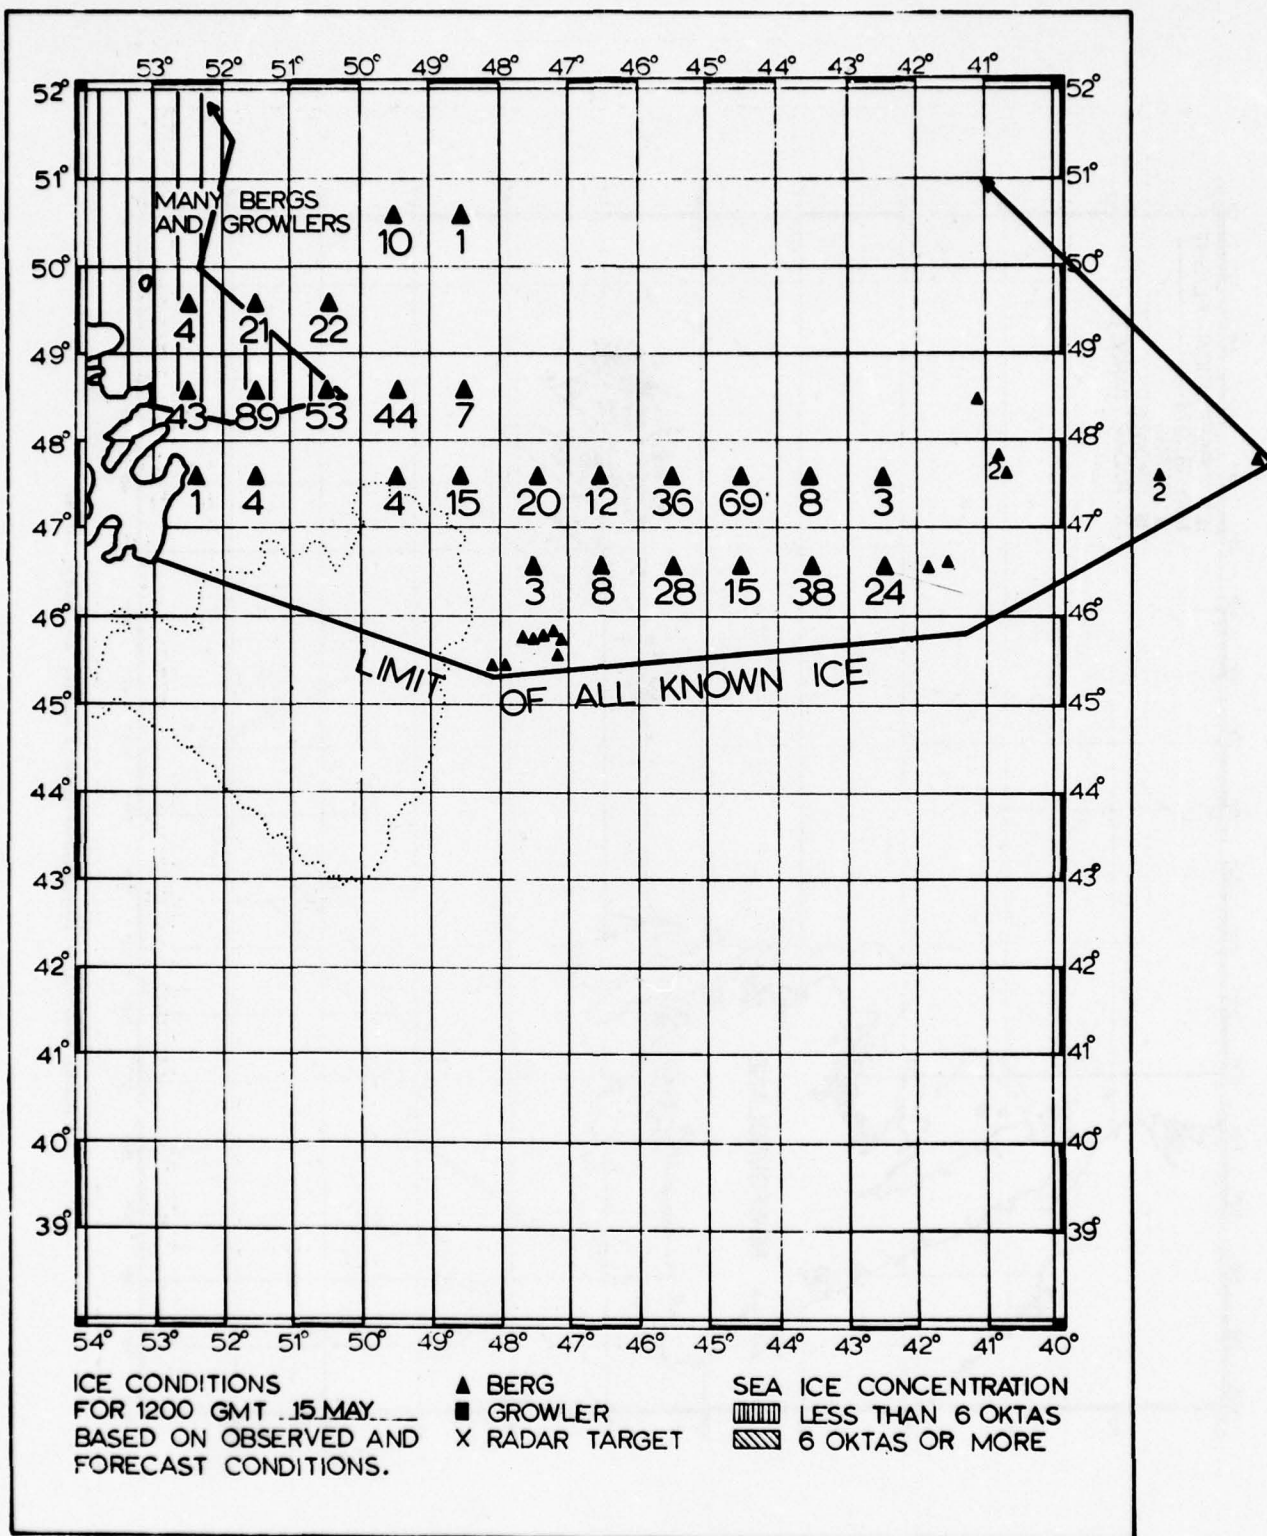 53° 52° 51° 50° 49° 48° 47° 46° 45° 44° 43° 42° 41°
52° 52°
51° 51°
MANY BERGS
AND GROWLERS
10 1
50° 50°
4 21 22
49° 49°
43 89 53 44 7
48° 48°
2 2
1 4 4 15 20 12 36 69 8 3
47° 47°
3 8 28 15 38 24
46° 46°
LIMIT OF ALL KNOWN ICE
45° 45°
44° 44°
43° 43°
42° 42°
41° 41°
40° 40°
39° 39°
54° 53° 52° 51° 50° 49° 48° 47° 46° 45° 44° 43° 42° 41° 40°
ICE CONDITIONS
FOR 1200 GMT 15 MAY
BASED ON OBSERVED AND
FORECAST CONDITIONS.
BERG
GROWLER
X RADAR TARGET
SEA ICE CONCENTRATION
LESS THAN 6 OKTAS
6 OKTAS OR MORE